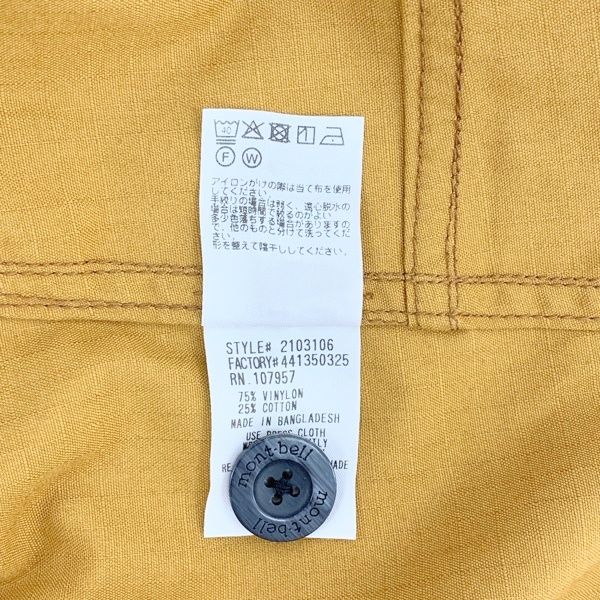 40
F W
アイロンがけの際は当て布を使用
してください
手絞りの場合は弱く、遠心脱水の
場合は短時間で絞るのがよい
多少色落ちする場合がありますの
で、他のものと分けて洗ってくだ
さい
形を整えて陰干ししてください
STYLE# 2103106
FACTORY#441350325
RN.107957
75% VINYLON
25% COTTON
MADE IN BANGLADESH
USE PRESS CLOTH
mont-bell
mont-bell